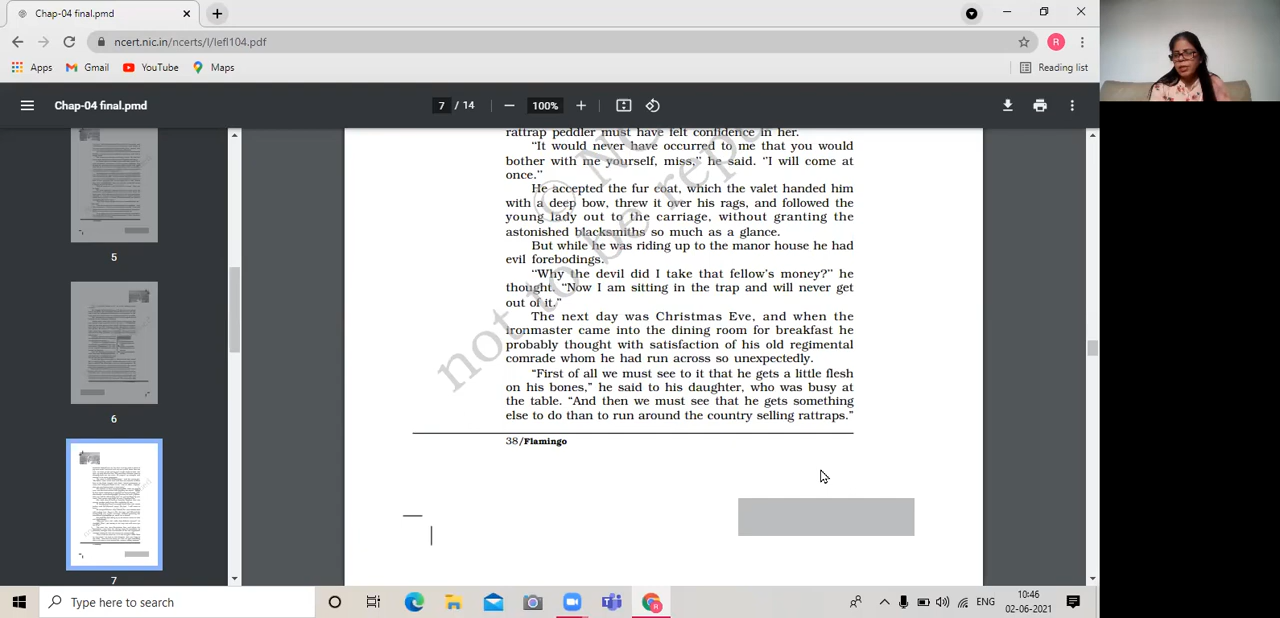 Chap-04 final.pmd
ncert.nic.in/ncerts/l/lefl104.pdf
R
Apps
Gmail
YouTube
Maps
Reading list
Chap-04 final.pmd
7 / 14
100%
5
6
7
rattrap peddler must have felt confidence in her.
"It would never have occurred to me that you would
bother with me yourself, miss," he said. "I will come at
once."
He accepted the fur coat, which the valet handed him
with a deep bow, threw it over his rags, and followed the
young lady out to the carriage, without granting the
astonished blacksmiths so much as a glance.
But while he was riding up to the manor house he had
evil forebodings.
"Why the devil did I take that fellow's money?" he
thought. "Now I am sitting in the trap and will never get
out of it."
The next day was Christmas Eve, and when the
ironmaster came into the dining room for breakfast he
probably thought with satisfaction of his old regimental
comrade whom he had run across so unexpectedly.
"First of all we must see to it that he gets a little flesh
on his bones," he said to his daughter, who was busy at
the table. "And then we must see that he gets something
else to do than to run around the country selling rattraps."
38/Flamingo
not to be rep
Type here to search
ENG
10:46
02-06-2021